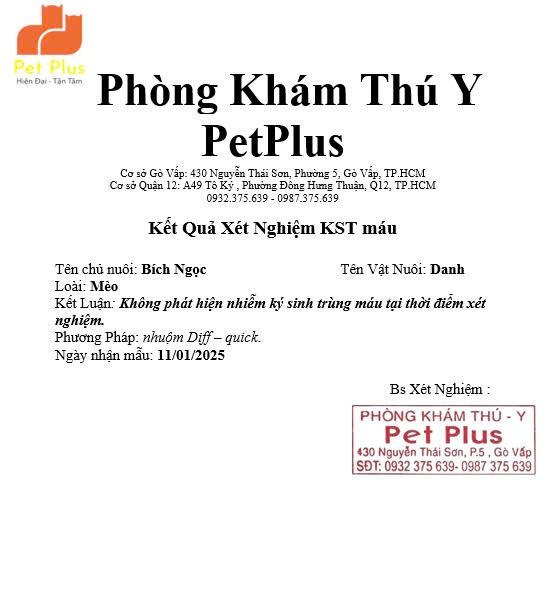 Pet Plus
Hiện Đại - Tận Tâm
Phòng Khám Thú Y
PetPlus
Cơ sở Gò Vấp: 430 Nguyễn Thái Sơn, Phường 5, Gò Vấp, TP.HCM
Cơ sở Quận 12: A49 Tô Ký , Phường Đông Hưng Thuận, Q12, TP.HCM
0932.375.639 - 0987.375.639
Kết Quả Xét Nghiệm KST máu
Tên chủ nuôi: Bích Ngọc Tên Vật Nuôi: Danh
Loài: Mèo
Kết Luận: Không phát hiện nhiễm ký sinh trùng máu tại thời điểm xét
nghiệm.
Phương Pháp: nhuộm Diff – quick.
Ngày nhận mẫu: 11/01/2025
Bs Xét Nghiệm :
PHÒNG KHÁM THÚ - Y
Pet Plus
430 Nguyễn Thái Sơn, P.5 , Gò Vấp
SĐT: 0932 375 639- 0987 375 639